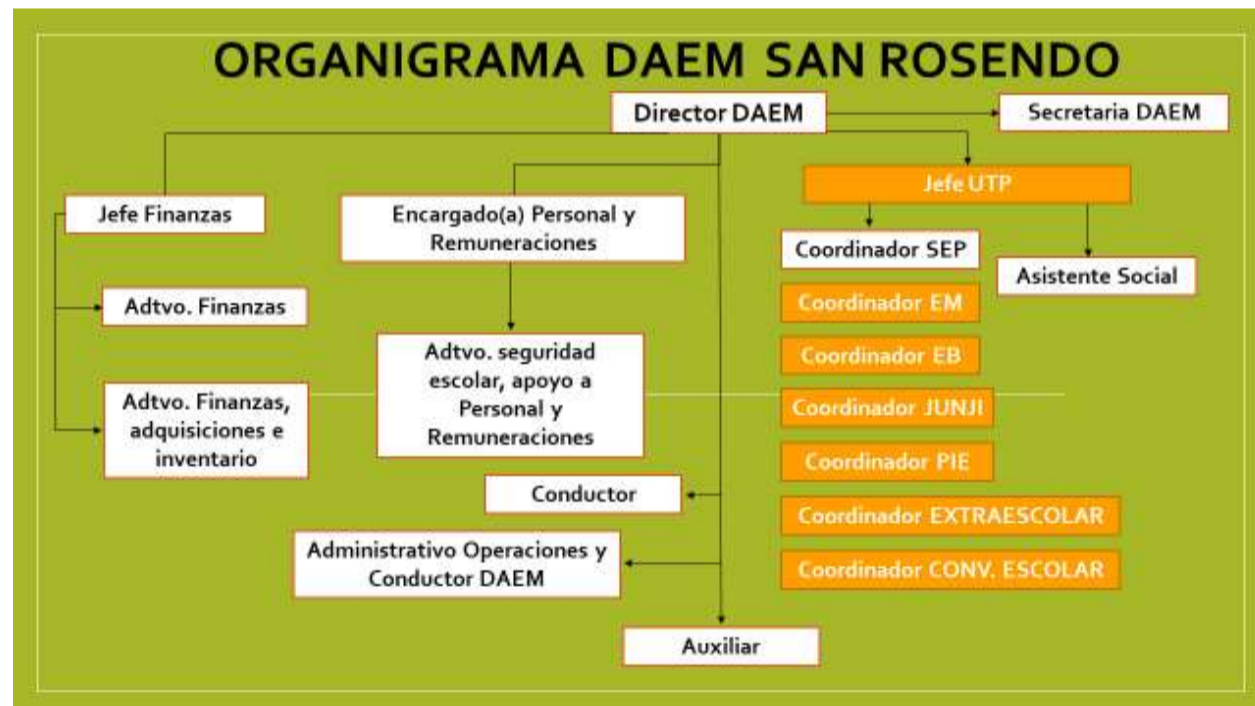 ORGANIGRAMA DAEM SAN ROSENDO
Director DAEM
Secretaria DAEM
Jefe UTP
Jefe Finanzas
Encargado(a) Personal y
Remuneraciones
Coordinador SEP
Asistente Social
Adtvo. Finanzas
Coordinador EM
Adtvo. seguridad
escolar, apoyo a
Personal y
Remuneraciones
Coordinador EB
Adtvo. Finanzas,
adquisiciones e
inventario
Coordinador JUNJI
Coordinador PIE
Conductor
Coordinador EXTRAESCOLAR
Administrativo Operaciones y
Conductor DAEM
Coordinador CONV. ESCOLAR
Auxiliar